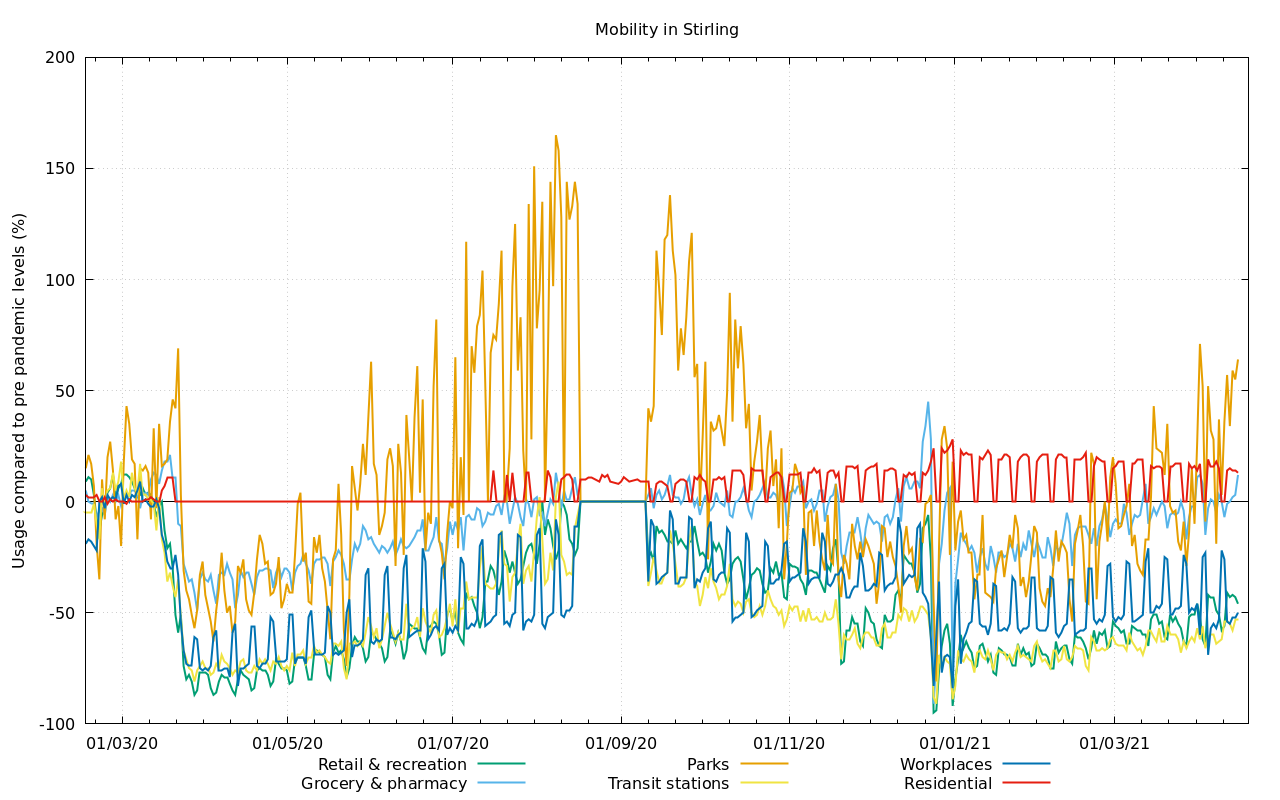 Mobility in Stirling
Usage compared to pre pandemic levels (%)
200
150
100
50
0
-50
-100
01/03/20 01/05/20 01/07/20 01/09/20 01/11/20 01/01/21 01/03/21
Retail & recreation Parks Workplaces
Grocery & pharmacy Transit stations Residential